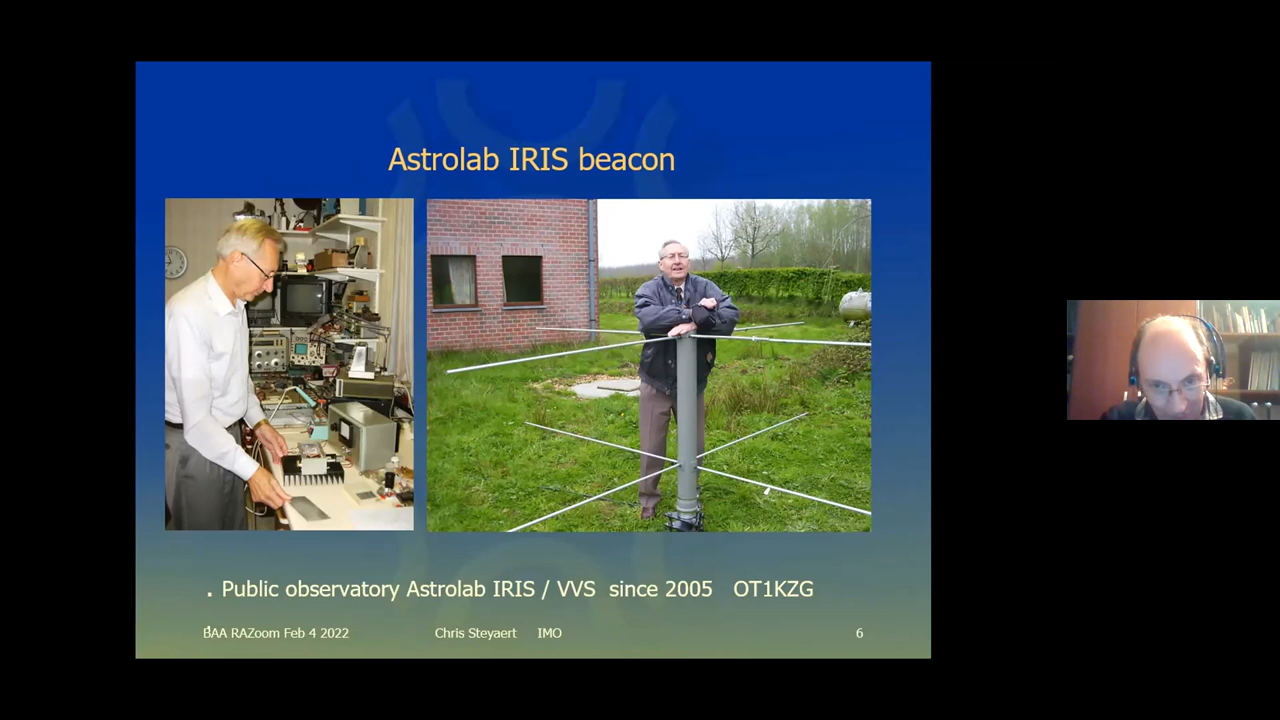 Astrolab IRIS beacon
. Public observatory Astrolab IRIS / VVS since 2005 OT1KZG
BAA RAZoom Feb 4 2022 Chris Steyaert IMO 6